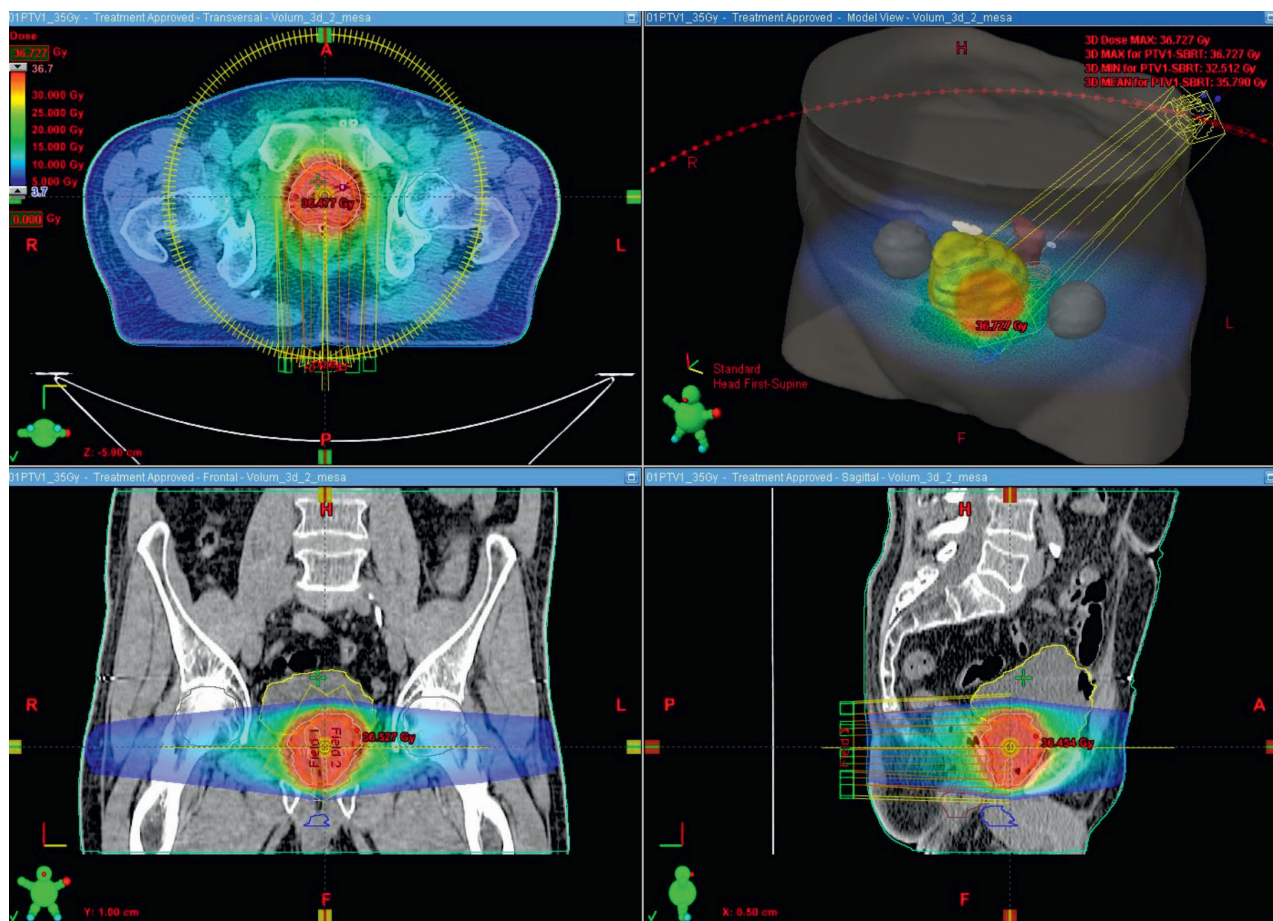 01PTV1_35Gy - Treatment Approved - Transversal - Volum_3d_2_mesa
Dose
36.727 Gy
36.7
30.000 Gy
25.000 Gy
20.000 Gy
15.000 Gy
10.000 Gy
5.000 Gy
3.7
0.000 Gy
A
R
L
P
36.477 Gy
Z: -5.00 cm
01PTV1_35Gy - Treatment Approved - Model View - Volum_3d_2_mesa
H
3D Dose MAX: 36.727 Gy
3D MAX for PTV1-SBRT: 36.727 Gy
3D MIN for PTV1-SBRT: 32.512 Gy
3D MEAN for PTV1-SBRT: 35.790 Gy
R
L
36.727 Gy
Standard
Head First-Supine
F
01PTV1_35Gy - Treatment Approved - Frontal - Volum_3d_2_mesa
H
R
L
36.527 Gy
Field 2
Field 1
F
Y: 1.00 cm
01PTV1_35Gy - Treatment Approved - Sagittal - Volum_3d_2_mesa
H
P
A
36.454 Gy
F
X: 0.50 cm